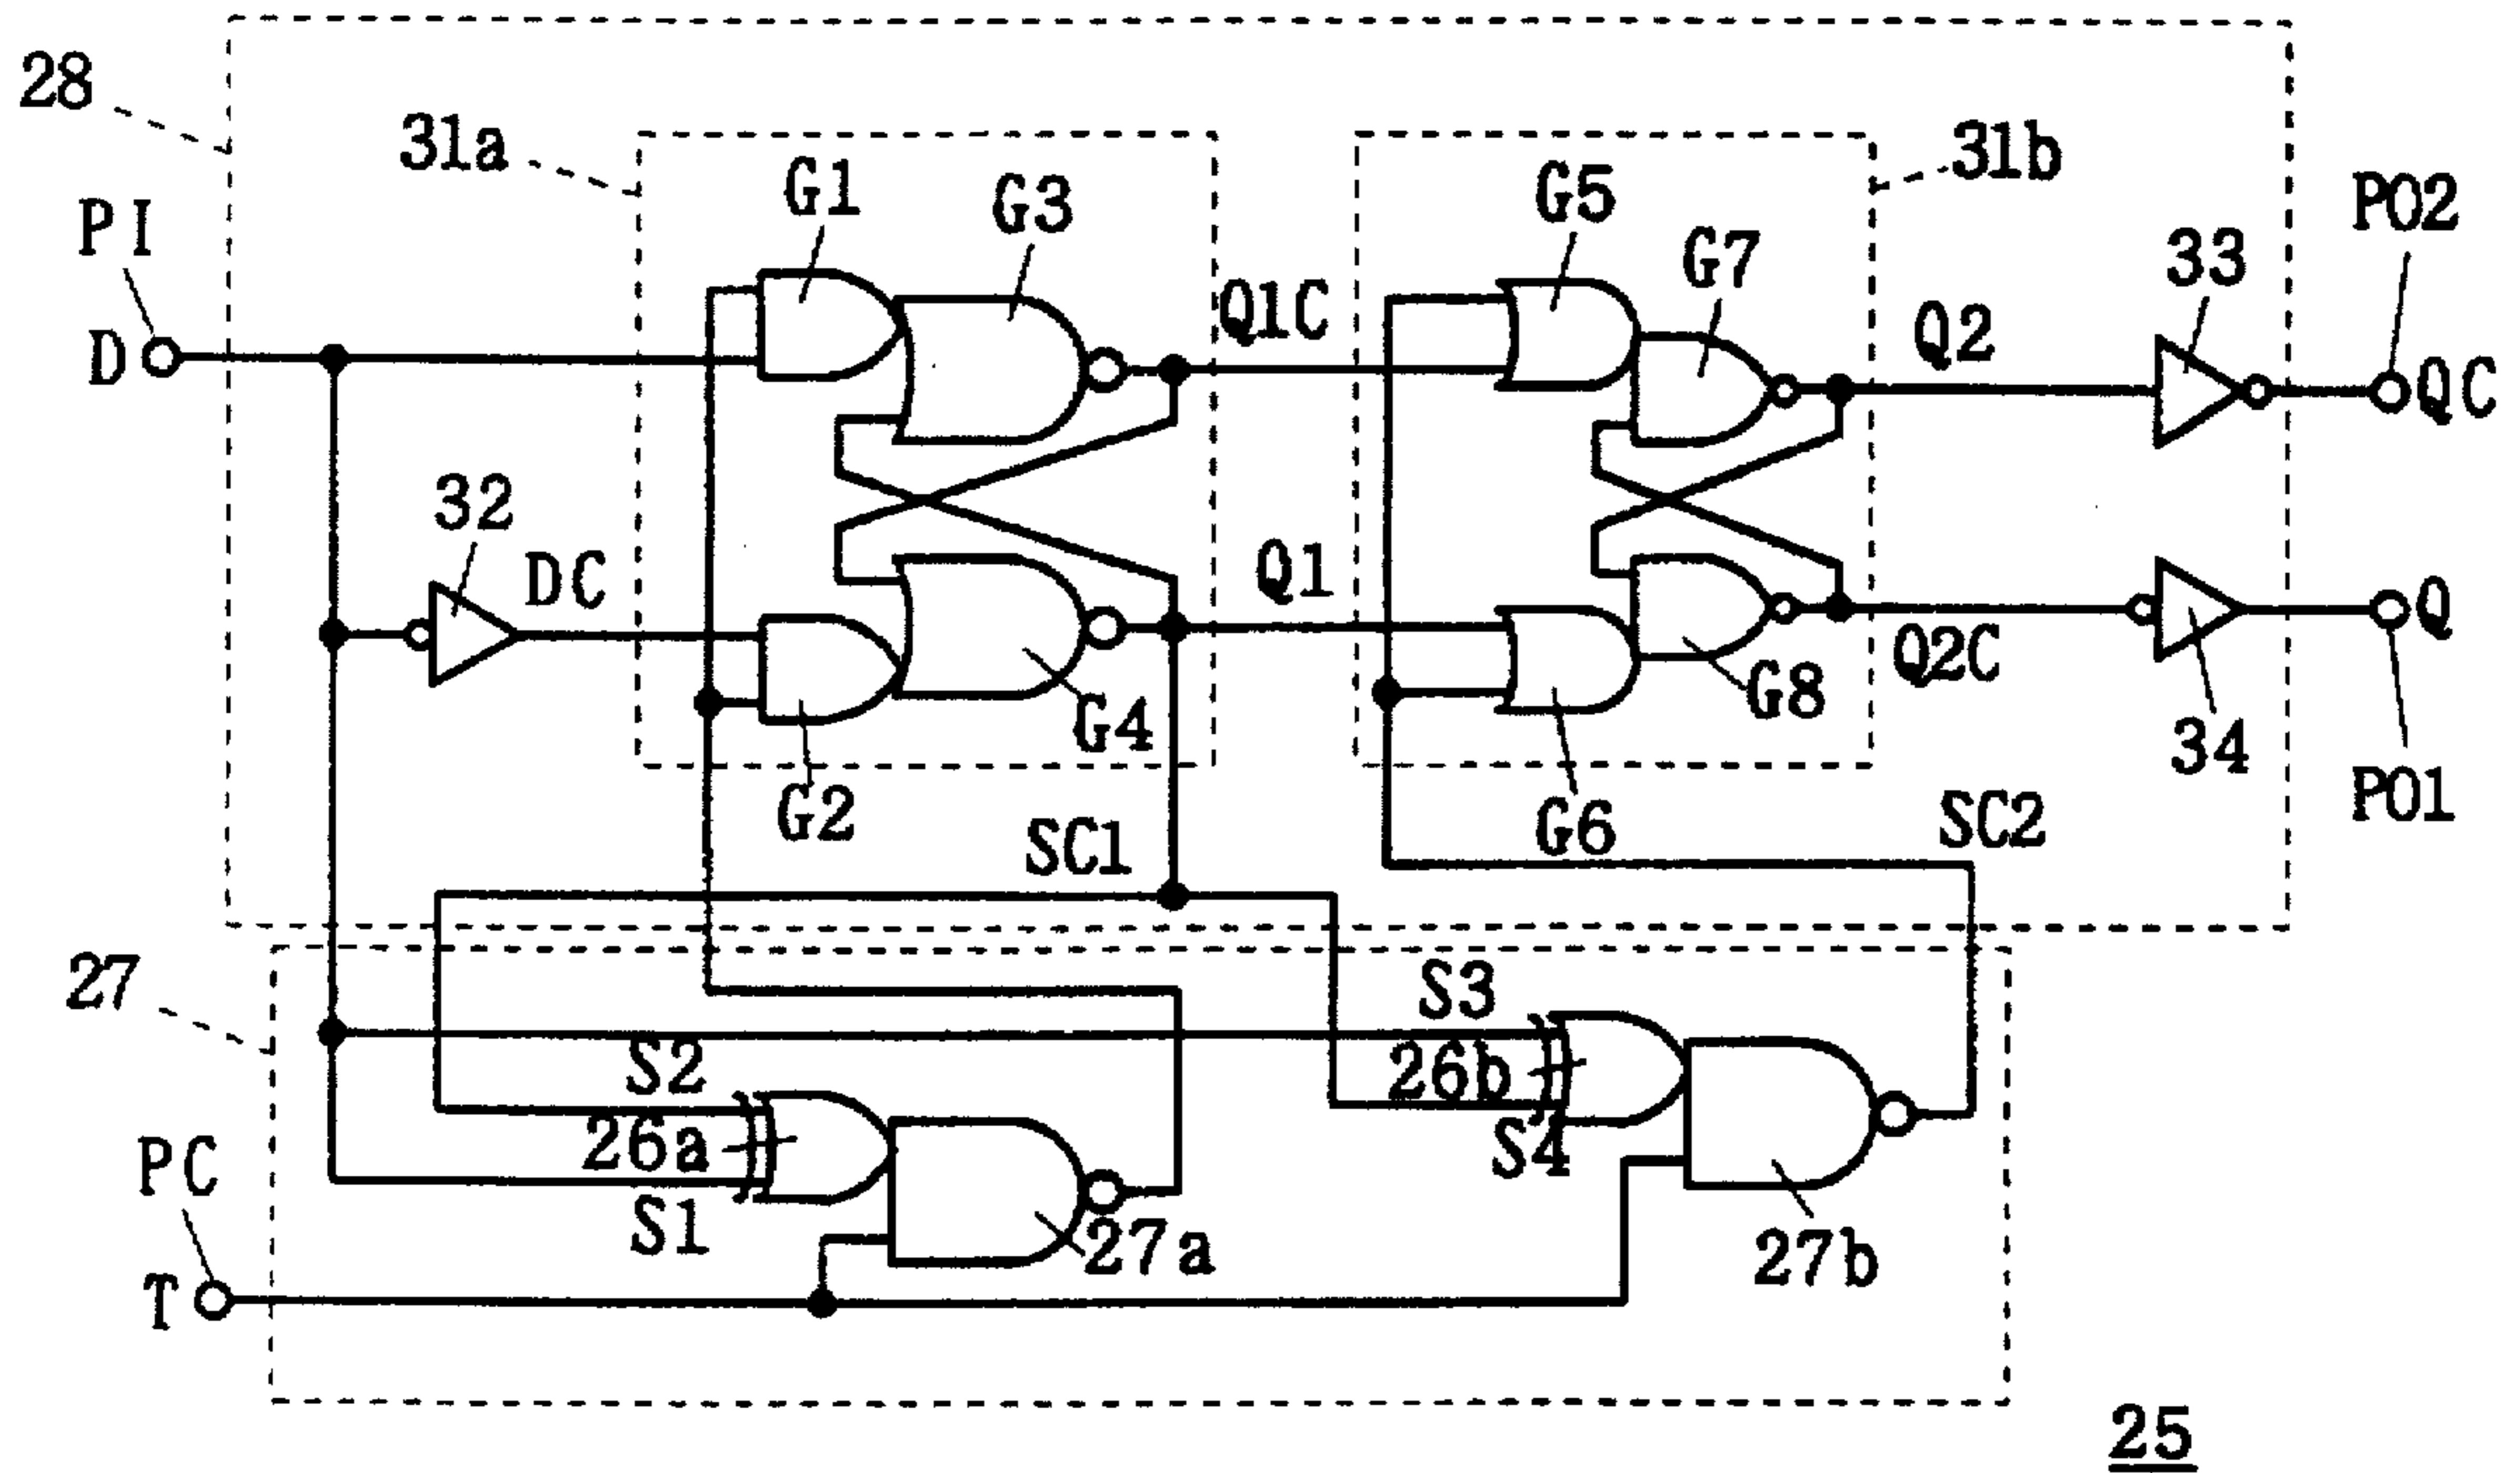 28
31a
G1
G3
G5
31b
PO2
PI
G7
33
Q1C
Q2
D
QC
32
DC
Q1
Q
Q2C
G8
G4
34
G2
SC1
G6
SC2
PO1
27
S3
S2
26b
26a
S4
PC
S1
27a
27b
T
25